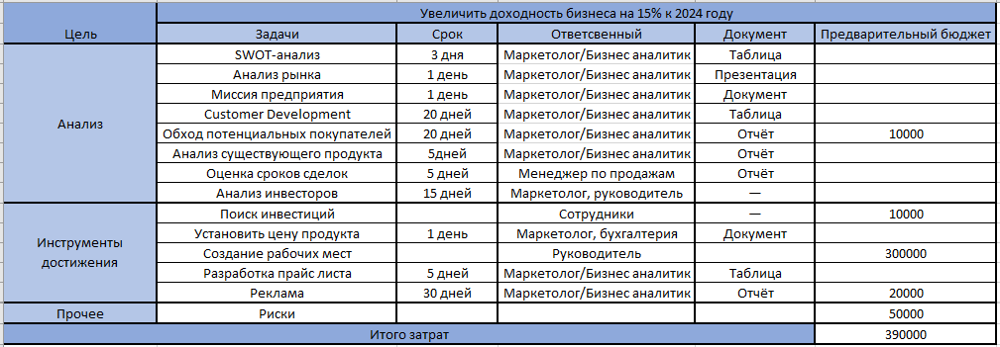 Цель Увеличить доходность бизнеса на 15% к 2024 году
Задачи Срок Ответсвенный Документ Предварительный бюджет
Анализ SWOT-анализ 3 дня Маркетолог/Бизнес аналитик Таблица
Анализ рынка 1 день Маркетолог/Бизнес аналитик Презентация
Миссия предприятия 1 день Маркетолог/Бизнес аналитик Документ
Customer Development 20 дней Маркетолог/Бизнес аналитик Таблица
Обход потенциальных покупателей 20 дней Маркетолог/Бизнес аналитик Отчёт 10000
Анализ существующего продукта 5дней Маркетолог/Бизнес аналитик Отчёт
Оценка сроков сделок 5 дней Менеджер по продажам Отчёт
Анализ инвесторов 15 дней Маркетолог, руководитель —
Инструменты достижения Поиск инвестиций Сотрудники — 10000
Установить цену продукта 1 день Маркетолог, бухгалтерия Документ
Создание рабочих мест Руководитель 300000
Разработка прайс листа 5 дней Маркетолог/Бизнес аналитик Таблица
Реклама 30 дней Маркетолог/Бизнес аналитик Отчёт 20000
Прочее Риски 50000
Итого затрат 390000